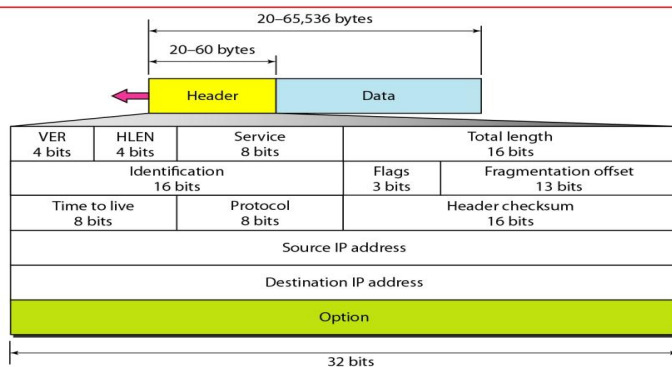 20–65,536 bytes
20–60 bytes
Header
Data
VER
4 bits
HLEN
4 bits
Service
8 bits
Total length
16 bits
Identification
16 bits
Flags
3 bits
Fragmentation offset
13 bits
Time to live
8 bits
Protocol
8 bits
Header checksum
16 bits
Source IP address
Destination IP address
Option
32 bits